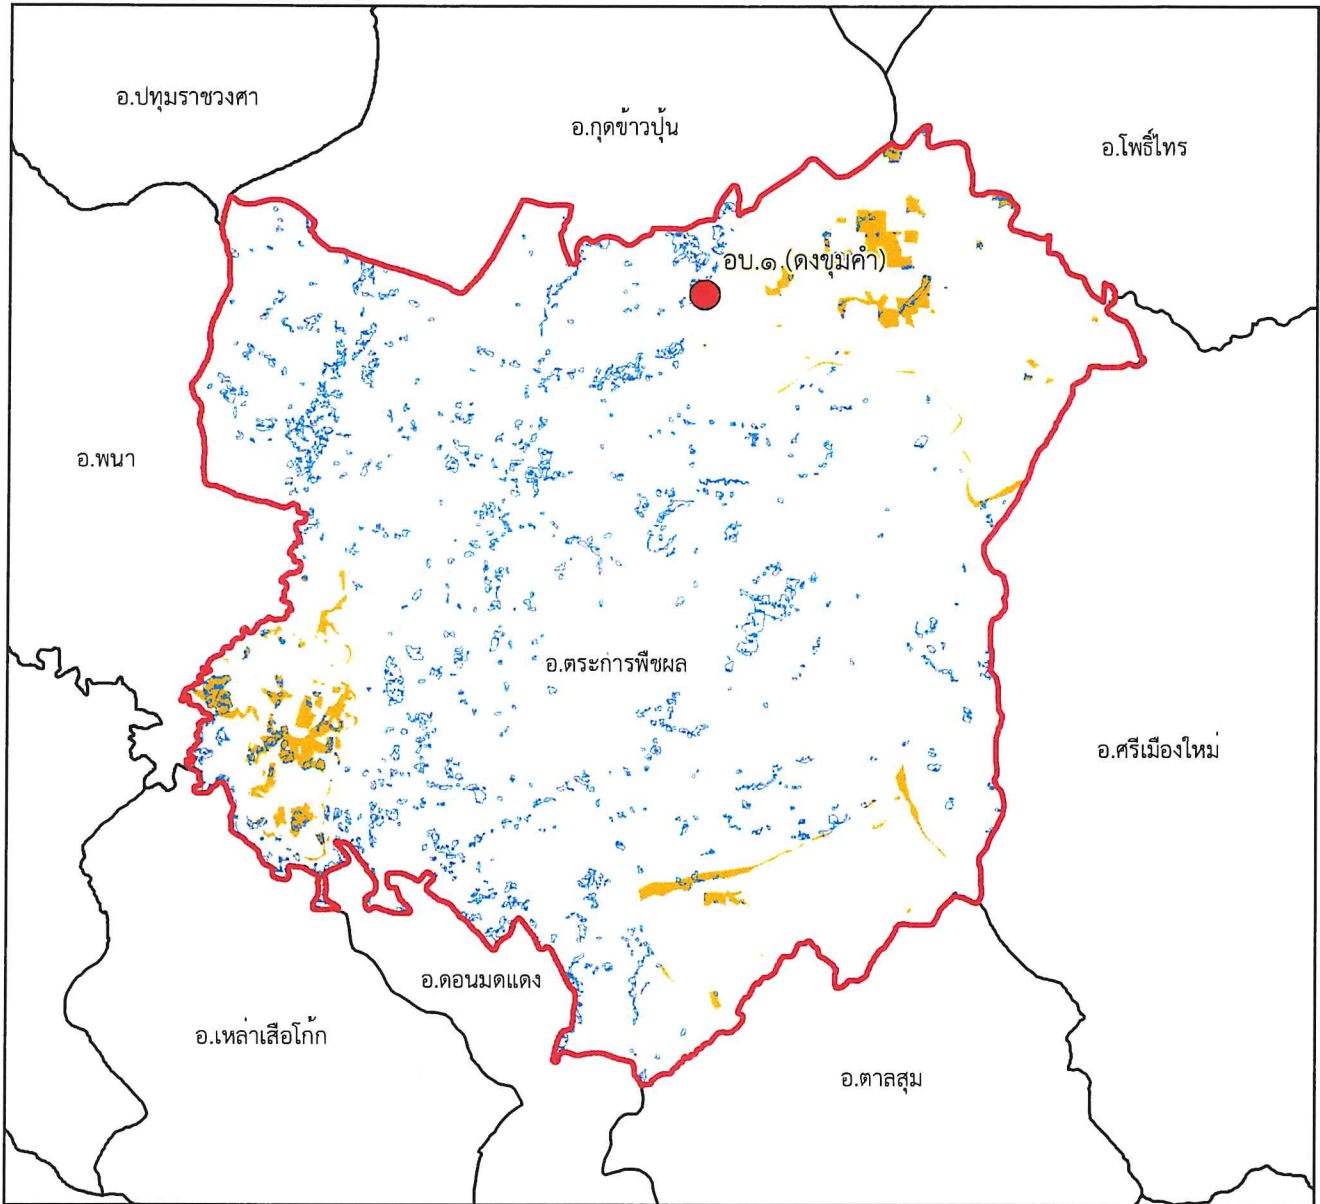 อ.ปทุมราชวงศา
อ.กุดข้าวปุ้น
อ.โพธิ์ไทร
อบ.๑ (ดงขุมคำ)
อ.พนา
อ.ตระการพืชผล
อ.ศรีเมืองใหม่
อ.ดอนมดแดง
อ.เหล่าเสือโก้ก
อ.ตาลสุม